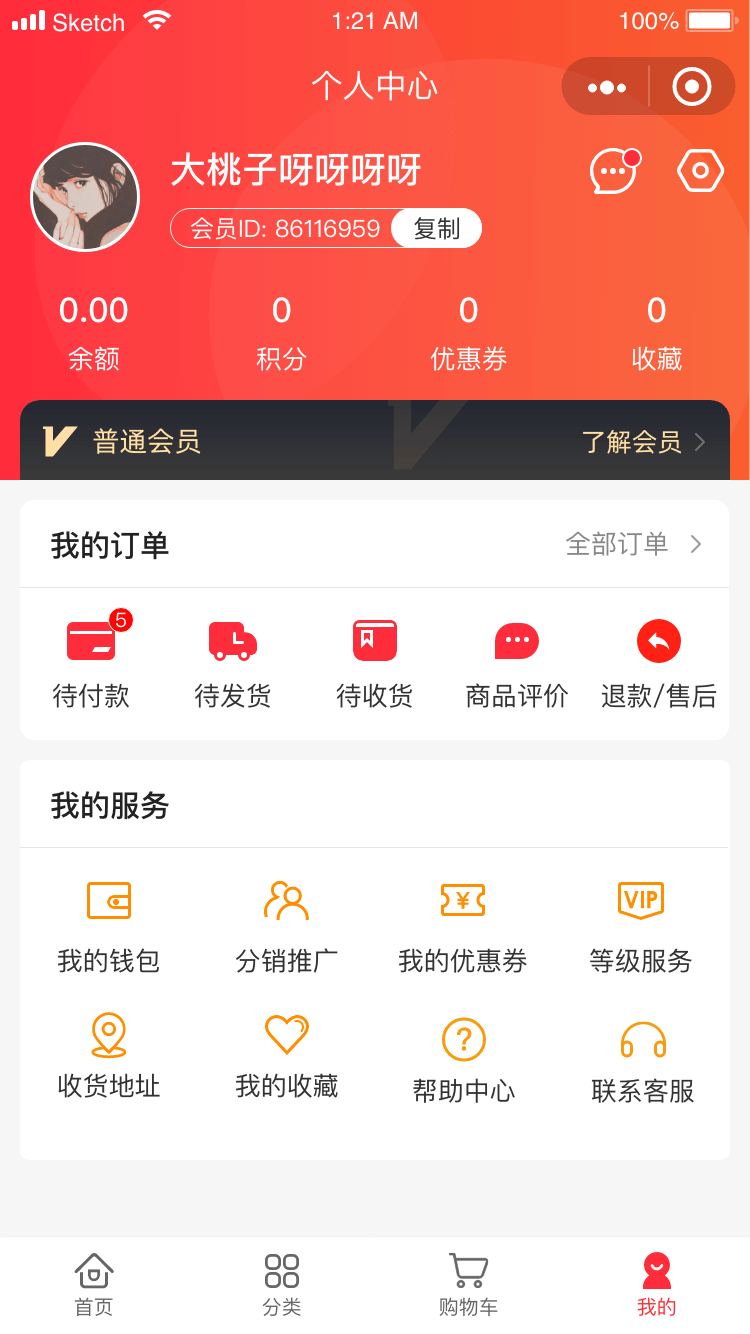 Sketch 1:21 AM 100%
个人中心
大桃子呀呀呀呀
会员ID: 86116959 复制
0.00 0 0 0
余额 积分 优惠券 收藏
普通会员 了解会员
我的订单 全部订单
5
待付款 待发货 待收货 商品评价 退款/售后
我的服务
¥ VIP
我的钱包 分销推广 我的优惠券 等级服务
?
收货地址 我的收藏 帮助中心 联系客服
首页 分类 购物车 我的